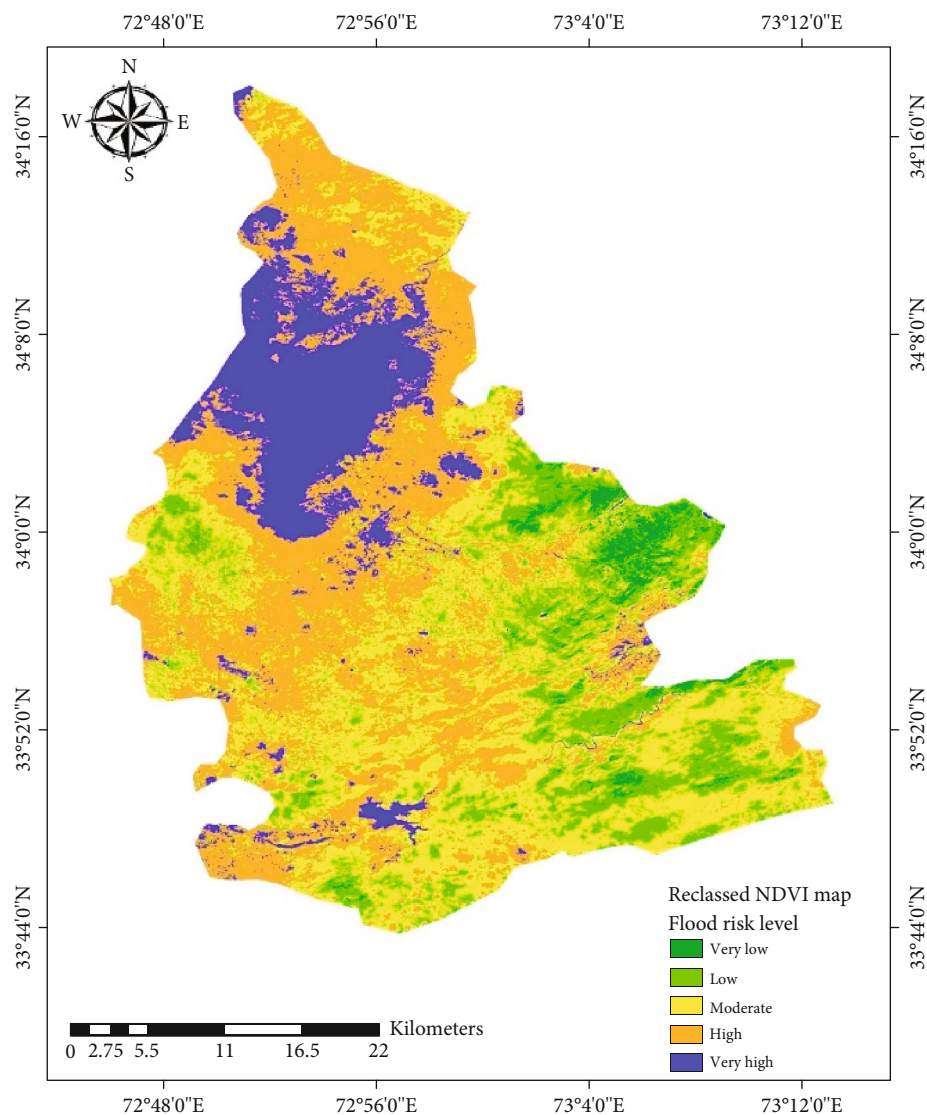 72°48'0"E 72°56'0"E 73°4'0"E 73°12'0"E
N
W E
S
34°16'0"N 34°16'0"N
34°8'0"N 34°8'0"N
34°0'0"N 34°0'0"N
33°52'0"N 33°52'0"N
33°44'0"N 33°44'0"N
Reclassed NDVI map
Flood risk level
Very low
Low
Moderate
High
Very high
Kilometers
0 2.75 5.5 11 16.5 22
72°48'0"E 72°56'0"E 73°4'0"E 73°12'0"E